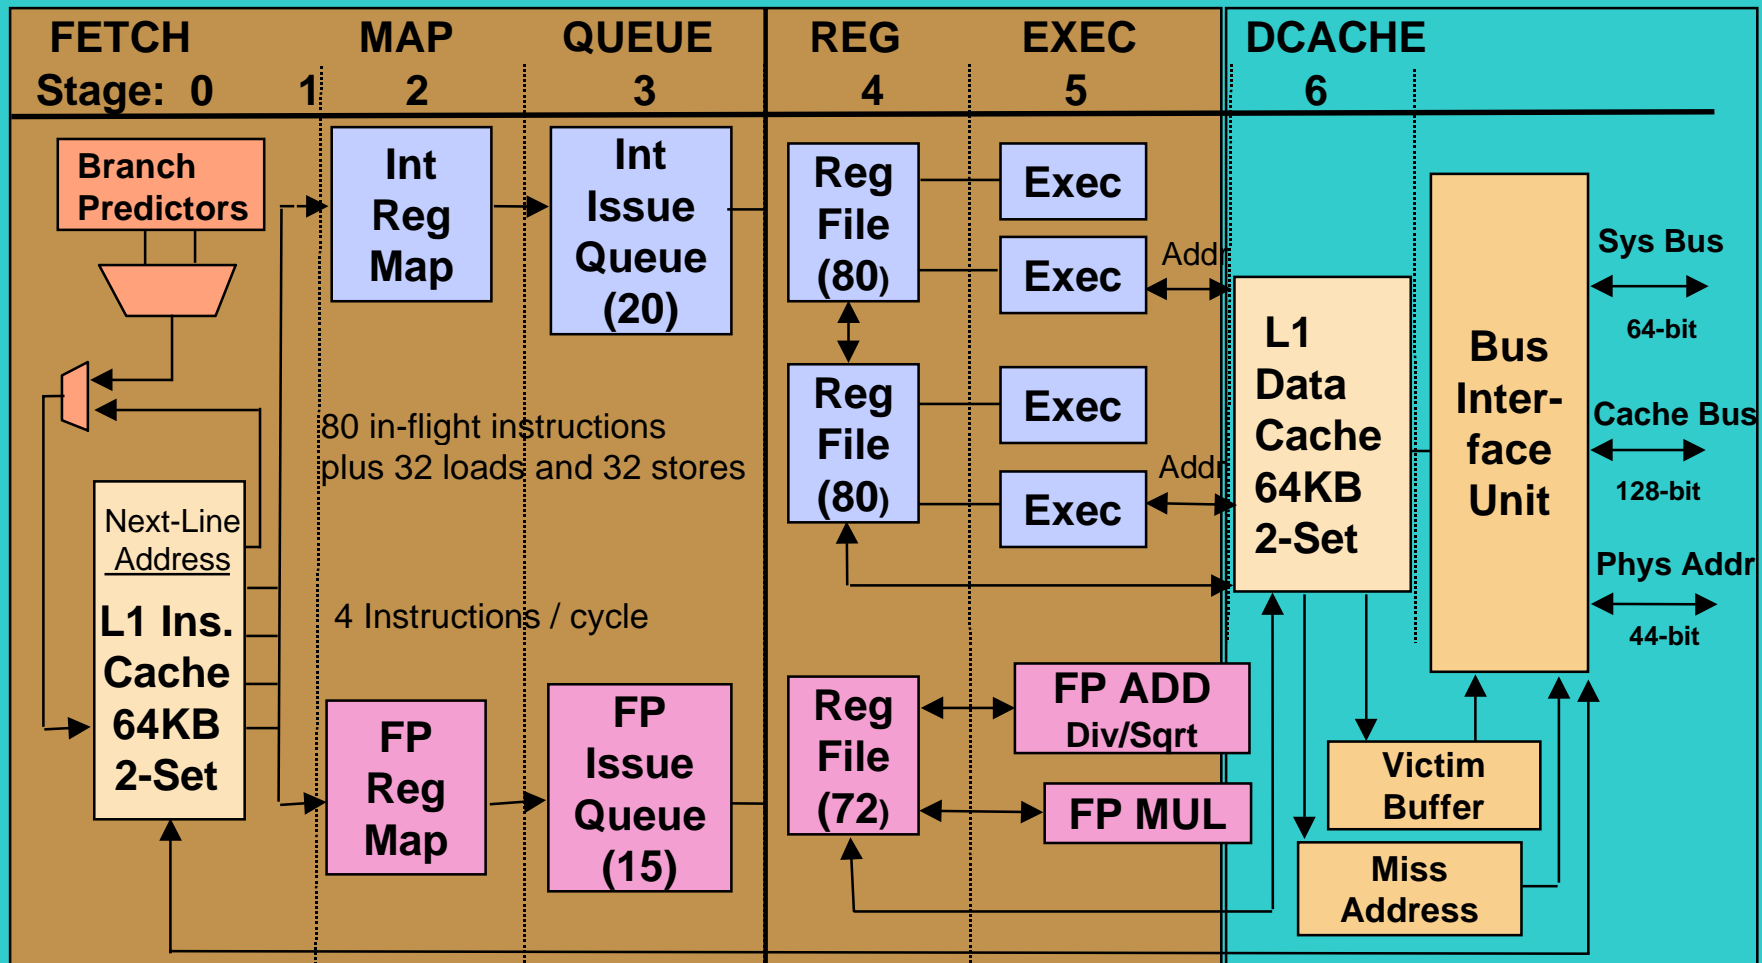 FETCH MAP QUEUE REG EXEC DCACHE
Stage: 0 1 2 3 4 5 6
Branch
Predictors
Int
Reg
Map
Int
Issue
Queue
(20)
Reg
File
(80)
Exec
Exec
Addr
Reg
File
(80)
Exec
Exec
Addr
80 in-flight instructions
plus 32 loads and 32 stores
4 Instructions / cycle
Next-Line
Address
L1 Ins.
Cache
64KB
2-Set
FP
Reg
Map
FP
Issue
Queue
(15)
Reg
File
(72)
FP ADD
Div/Sqrt
FP MUL
L1
Data
Cache
64KB
2-Set
Victim
Buffer
Miss
Address
Bus
Inter-
face
Unit
Sys Bus
64-bit
Cache Bus
128-bit
Phys Addr
44-bit